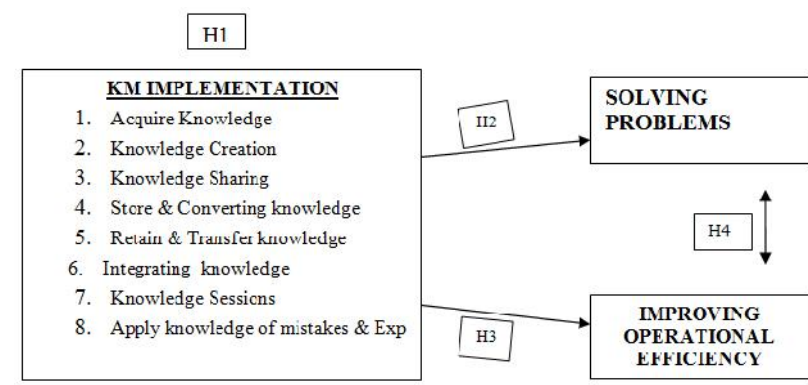 H1
KM IMPLEMENTATION
1. Acquire Knowledge
2. Knowledge Creation
3. Knowledge Sharing
4. Store & Converting knowledge
5. Retain & Transfer knowledge
6. Integrating knowledge
7. Knowledge Sessions
8. Apply knowledge of mistakes & Exp
H2
SOLVING
PROBLEMS
H4
H3
IMPROVING
OPERATIONAL
EFFICIENCY